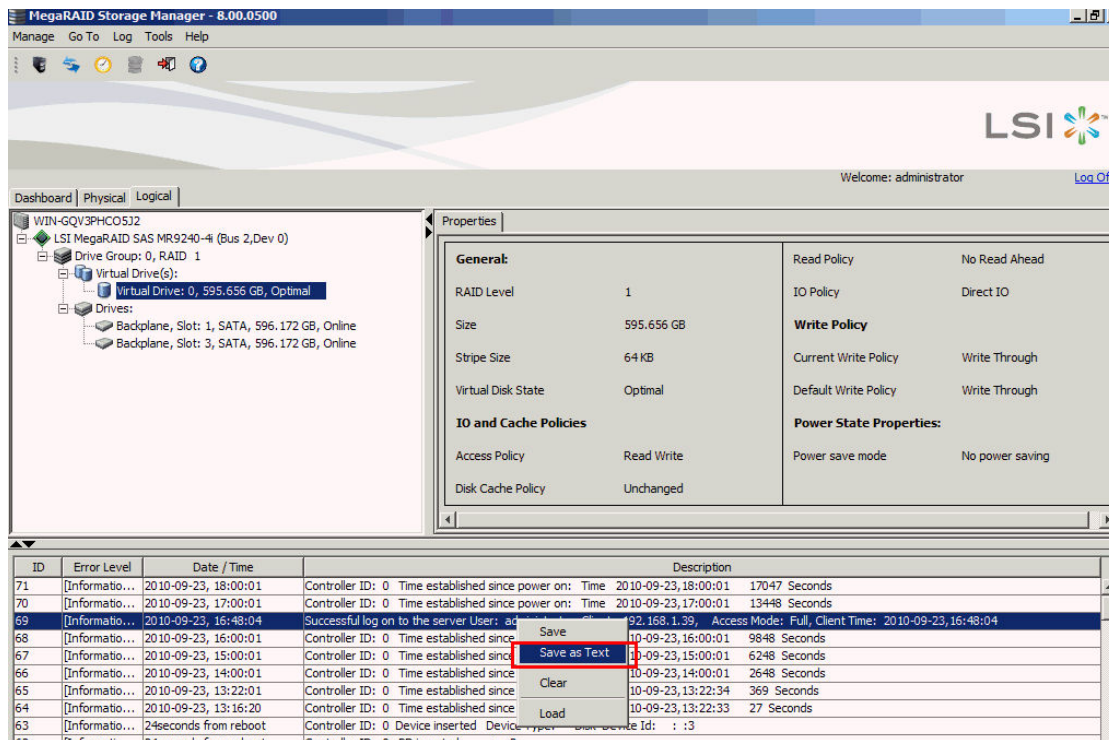 MegaRAID Storage Manager - 8.00.0500
Manage Go To Log Tools Help
LSI
Welcome: administrator
Log Of
Dashboard Physical Logical
WIN-GQV3PHCO5J2
LSI MegaRAID SAS MR9240-4i (Bus 2,Dev 0)
Drive Group: 0, RAID 1
Virtual Drive(s):
Virtual Drive: 0, 595.656 GB, Optimal
Drives:
Backplane, Slot: 1, SATA, 596.172 GB, Online
Backplane, Slot: 3, SATA, 596.172 GB, Online
Properties
General:
RAID Level 1
Size 595.656 GB
Stripe Size 64 KB
Virtual Disk State Optimal
IO and Cache Policies
Access Policy Read Write
Disk Cache Policy Unchanged
Read Policy No Read Ahead
IO Policy Direct IO
Write Policy
Current Write Policy Write Through
Default Write Policy Write Through
Power State Properties:
Power save mode No power saving
ID Error Level Date / Time Description
71 [Informatio... 2010-09-23, 18:00:01 Controller ID: 0 Time established since power on: Time 2010-09-23,18:00:01 17047 Seconds
70 [Informatio... 2010-09-23, 17:00:01 Controller ID: 0 Time established since power on: Time 2010-09-23,17:00:01 13448 Seconds
69 [Informatio... 2010-09-23, 16:48:04 Successful log on to the server User: 92.168.1.39, Access Mode: Full, Client Time: 2010-09-23,16:48:04
68 [Informatio... 2010-09-23, 16:00:01 Controller ID: 0 Time established since 10-09-23,16:00:01 9848 Seconds
67 [Informatio... 2010-09-23, 15:00:01 Controller ID: 0 Time established since 10-09-23,15:00:01 6248 Seconds
66 [Informatio... 2010-09-23, 14:00:01 Controller ID: 0 Time established since 10-09-23,14:00:01 2648 Seconds
65 [Informatio... 2010-09-23, 13:22:01 Controller ID: 0 Time established since 10-09-23,13:22:34 369 Seconds
64 [Informatio... 2010-09-23, 13:16:20 Controller ID: 0 Time established since 10-09-23,13:22:33 27 Seconds
63 [Informatio... 24seconds from reboot Controller ID: 0 Device inserted Device Id: : :3
Save
Save as Text
Clear
Load